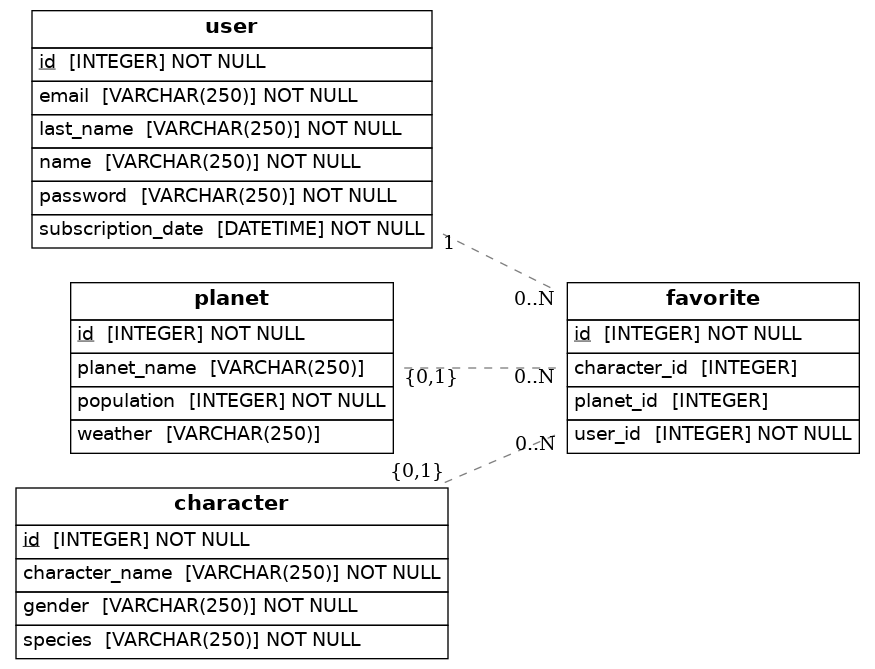 user
id [INTEGER] NOT NULL
email [VARCHAR(250)] NOT NULL
last_name [VARCHAR(250)] NOT NULL
name [VARCHAR(250)] NOT NULL
password [VARCHAR(250)] NOT NULL
subscription_date [DATETIME] NOT NULL
1
0..N
planet
id [INTEGER] NOT NULL
planet_name [VARCHAR(250)]
population [INTEGER] NOT NULL
weather [VARCHAR(250)]
{0,1}
0..N
favorite
id [INTEGER] NOT NULL
character_id [INTEGER]
planet_id [INTEGER]
user_id [INTEGER] NOT NULL
0..N
{0,1}
character
id [INTEGER] NOT NULL
character_name [VARCHAR(250)] NOT NULL
gender [VARCHAR(250)] NOT NULL
species [VARCHAR(250)] NOT NULL